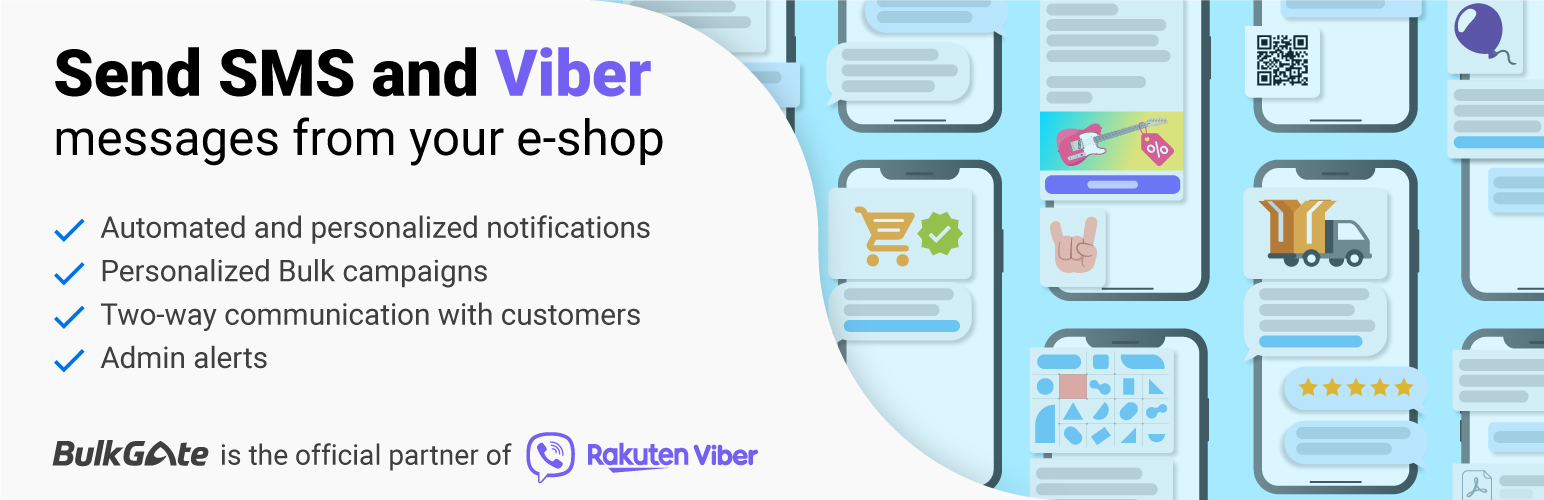 Send SMS and Viber
messages from your e-shop
Automated and personalized notifications
Personalized Bulk campaigns
Two-way communication with customers
Admin alerts
BulkGate is the official partner of Rakuten Viber
%